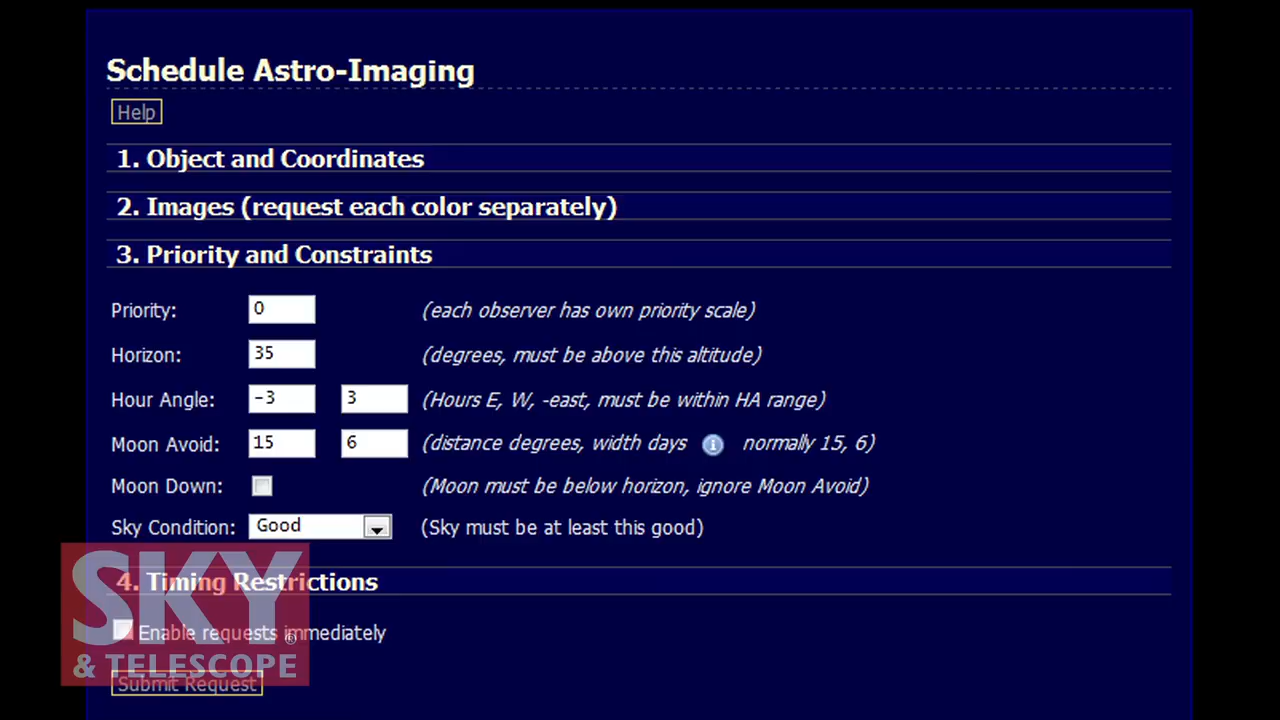 Schedule Astro-Imaging
Help
1. Object and Coordinates
2. Images (request each color separately)
3. Priority and Constraints
Priority: 0 (each observer has own priority scale)
Horizon: 35 (degrees, must be above this altitude)
Hour Angle: -3 3 (Hours E, W, -east, must be within HA range)
Moon Avoid: 15 6 (distance degrees, width days i normally 15, 6)
Moon Down: (Moon must be below horizon, ignore Moon Avoid)
Sky Condition: Good (Sky must be at least this good)
4. Timing Restrictions
Enable requests immediately
Submit Request
SKY®
& TELESCOPE